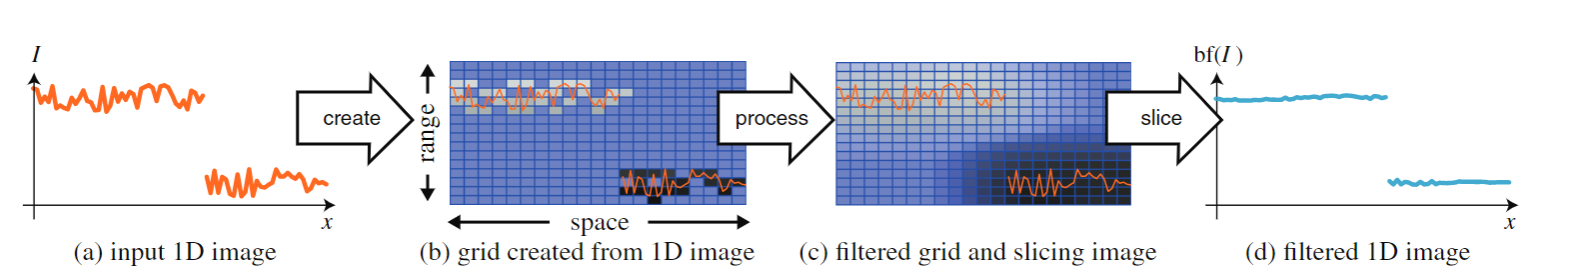 I
x
(a) input 1D image
create
range
space
(b) grid created from 1D image
process
(c) filtered grid and slicing image
slice
bf(I)
x
(d) filtered 1D image